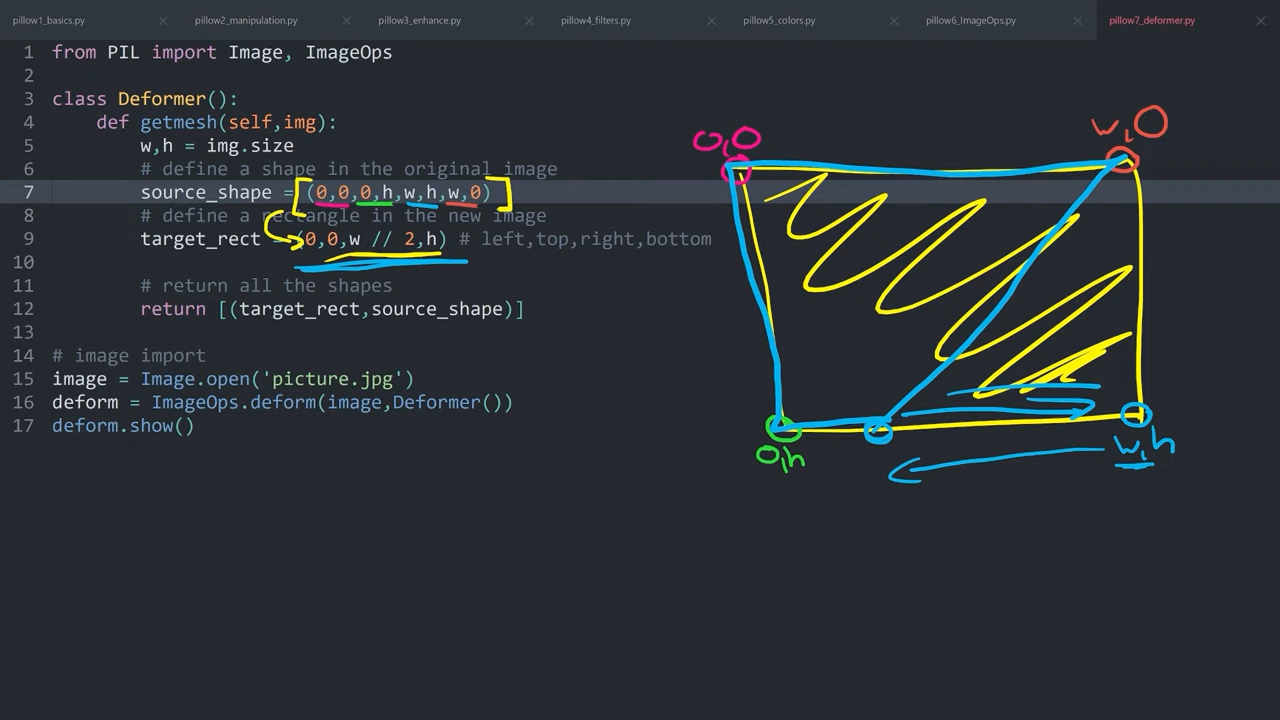 pillow1_basics.py pillow2_manipulation.py pillow3_enhance.py pillow4_filters.py pillow5_colors.py pillow6_ImageOps.py pillow7_deformer.py
1 from PIL import Image, ImageOps
2
3 class Deformer():
4 def getmesh(self,img):
5 w,h = img.size
6 # define a shape in the original image
7 source_shape = (0,0,0,h,w,h,w,0)
8 # define a rectangle in the new image
9 target_rect = (0,0,w // 2,h) # left,top,right,bottom
10
11 # return all the shapes
12 return [(target_rect,source_shape)]
13
14 # image import
15 image = Image.open('picture.jpg')
16 deform = ImageOps.deform(image,Deformer())
17 deform.show()
0,0
w,0
0,h
w,h